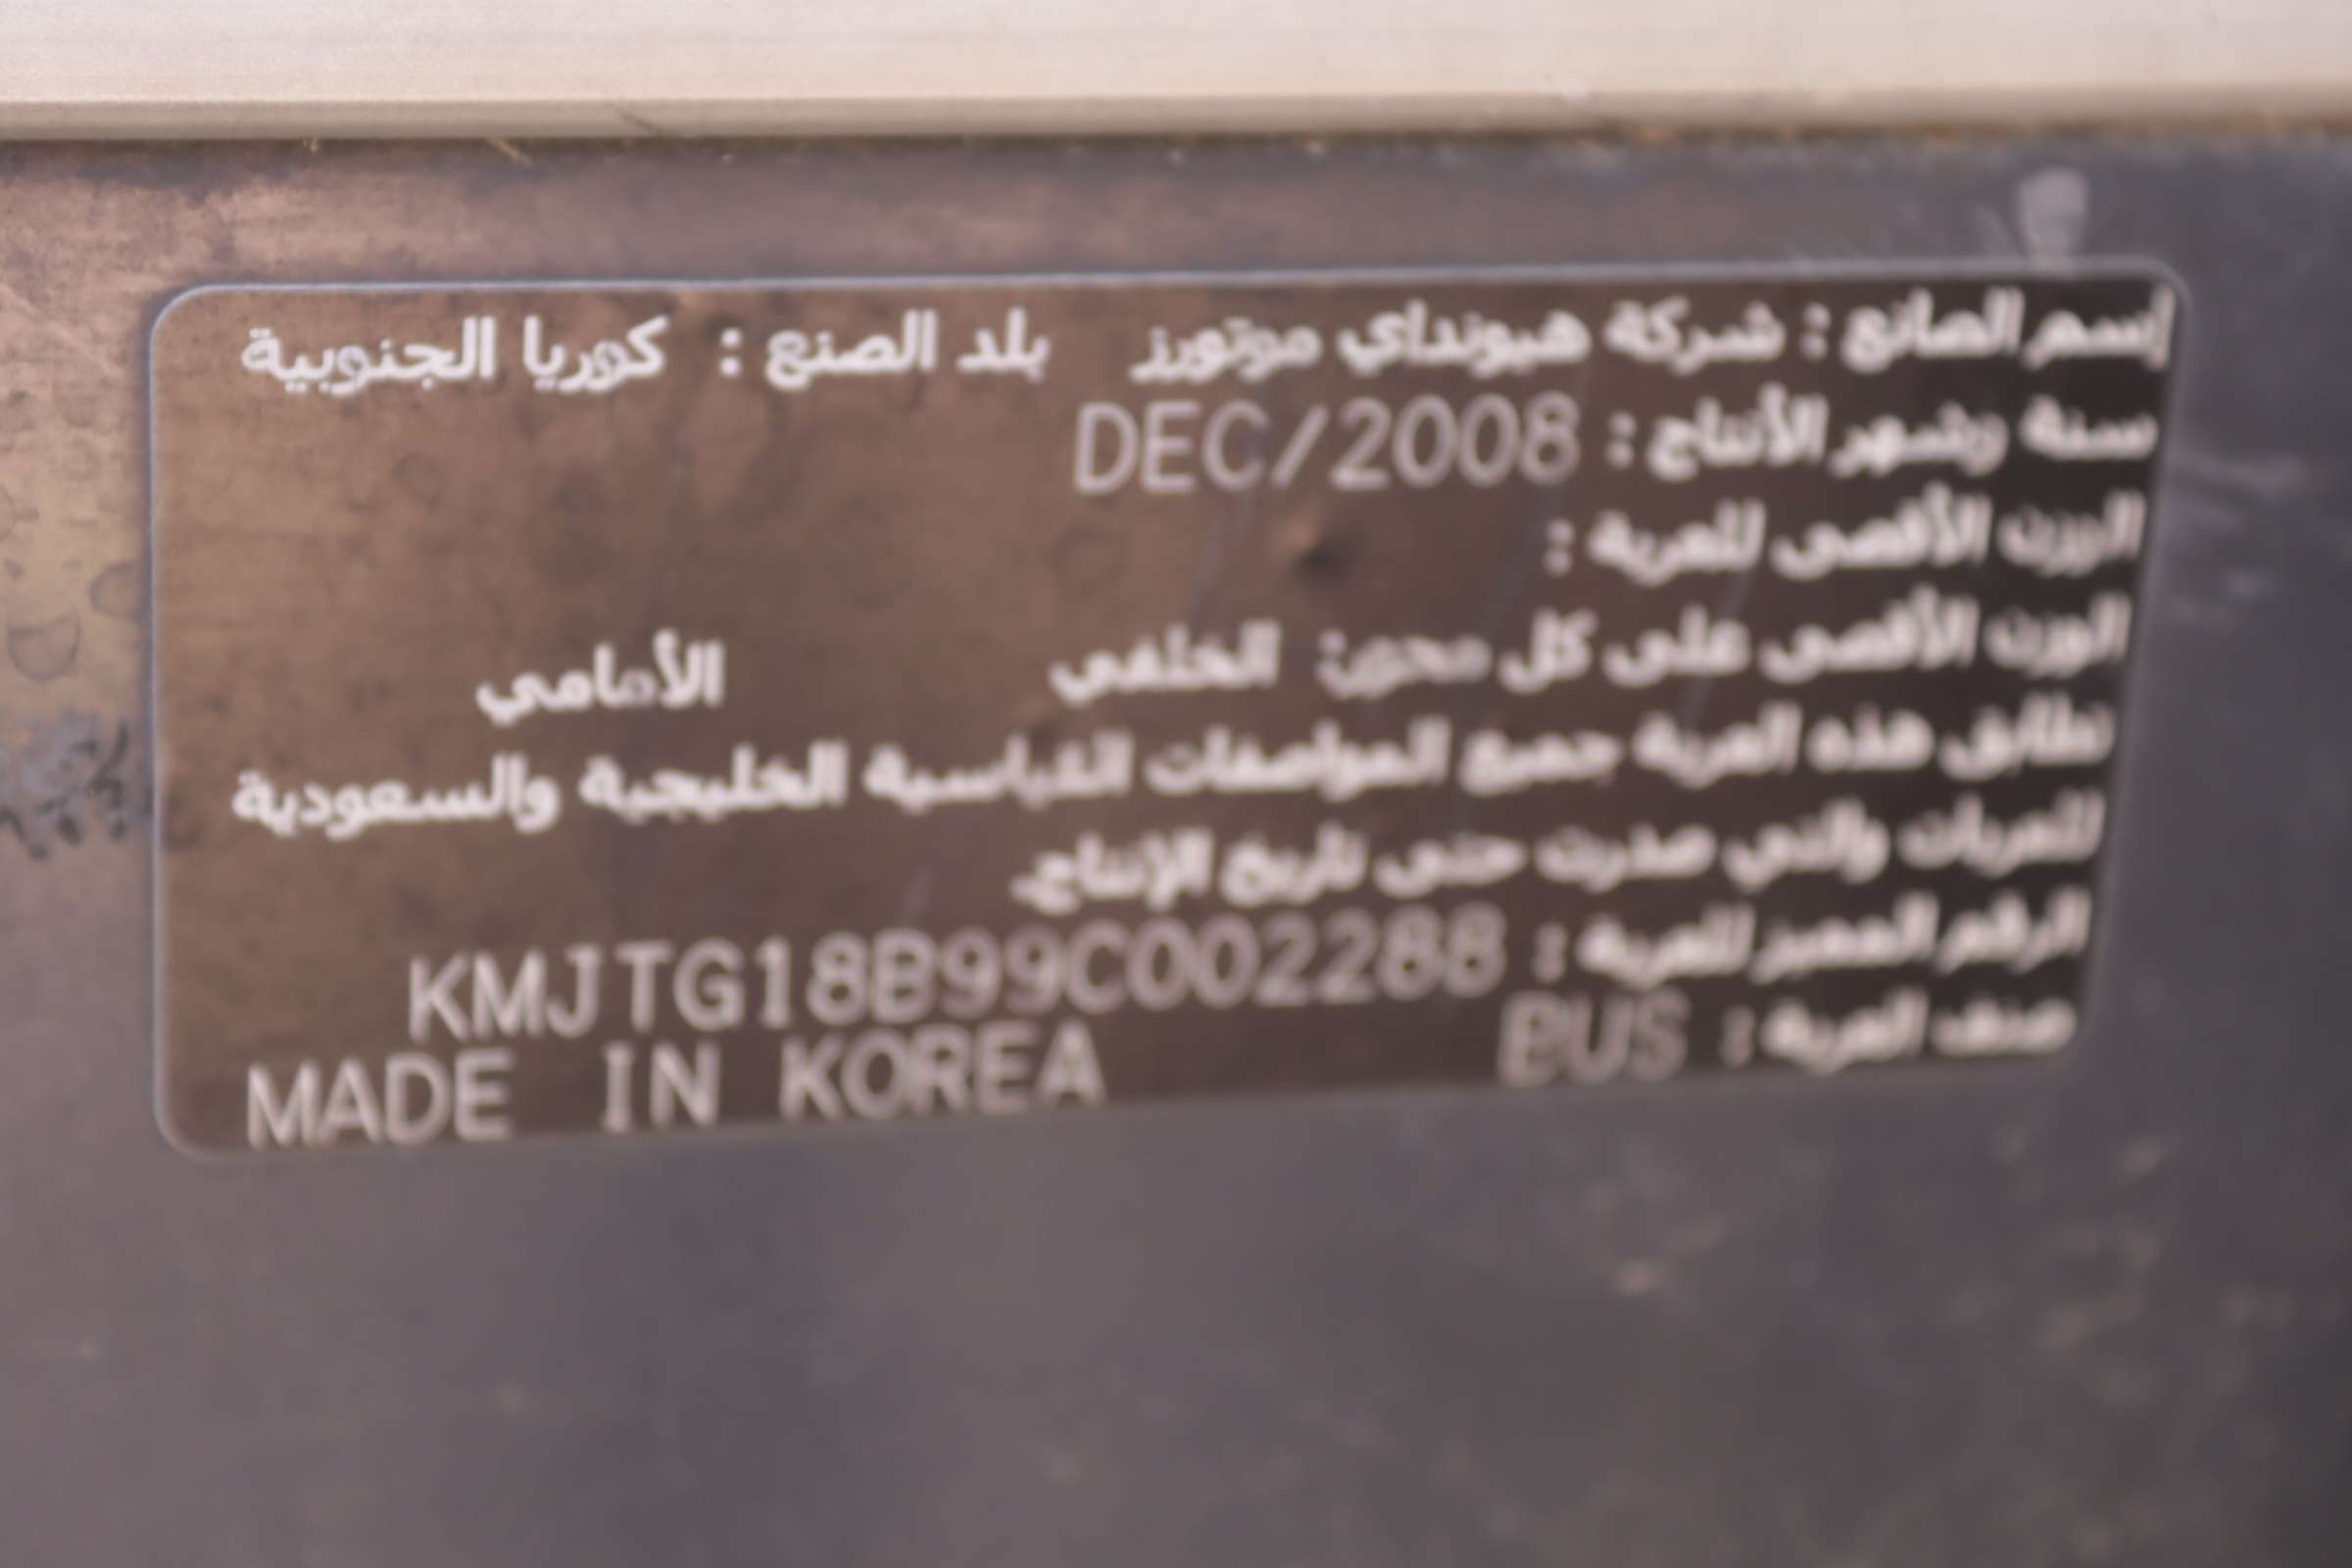 إسم الصانع : شركة هيونداي موتورز بلد الصنع : كوريا الجنوبية
سنة وشهر الأنتاج : DEC/2008
الوزن الأقصى للعربة :
الوزن الأقصى على كل محور: الخلفي الأمامي
تطابق هذه العربة جميع المواصفات القياسية الخليجية والسعودية
للعربات والتي صدرت حتى تاريخ الإنتاج.
الرقم المميز للعربة : KMJTG18B99C002288
صنف العربة : BUS MADE IN KOREA